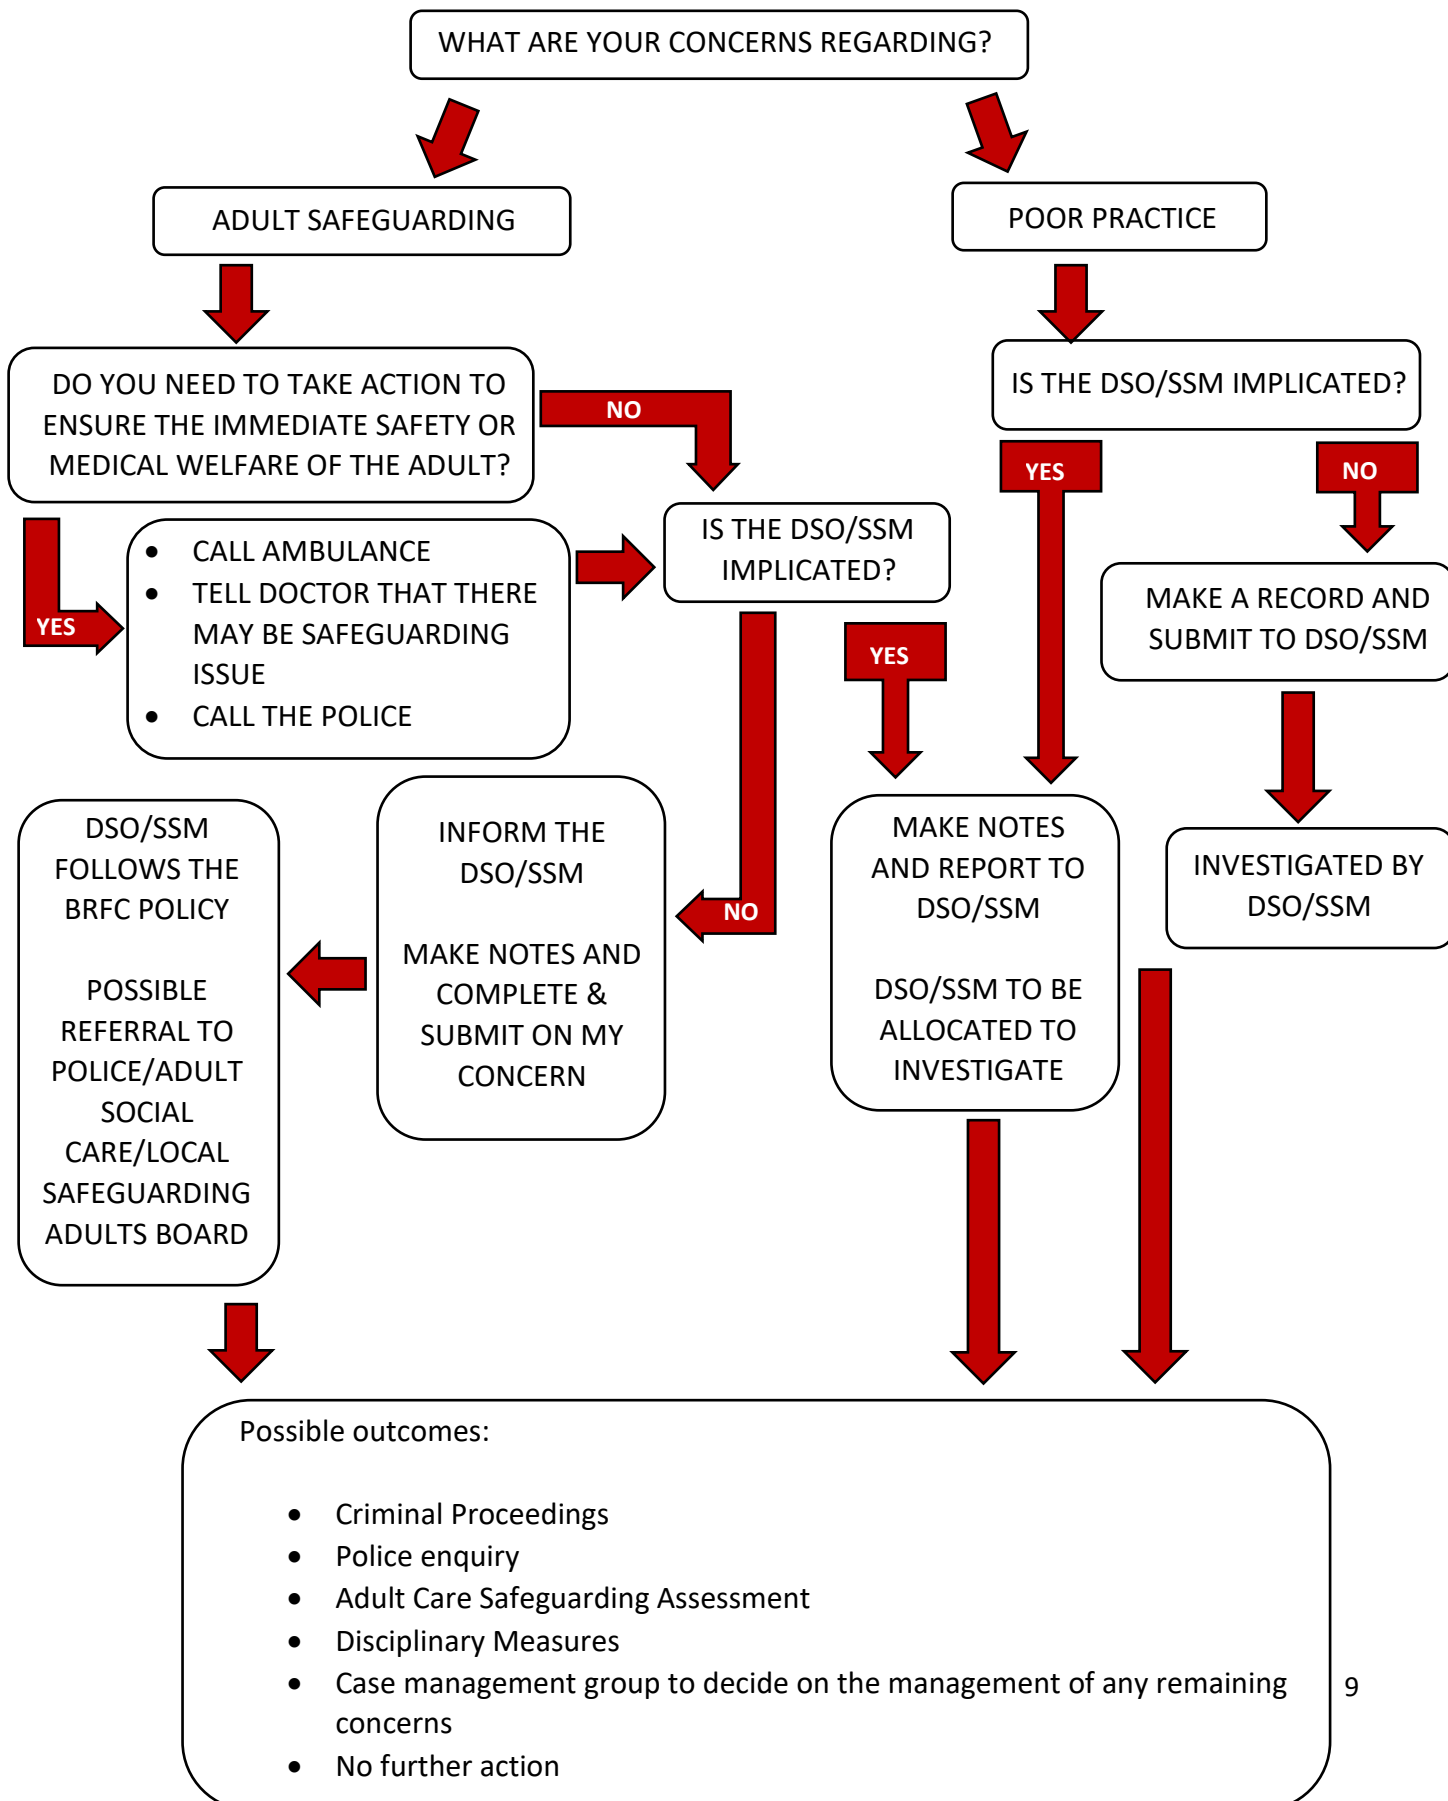 WHAT ARE YOUR CONCERNS REGARDING?
ADULT SAFEGUARDING
POOR PRACTICE
DO YOU NEED TO TAKE ACTION TO
ENSURE THE IMMEDIATE SAFETY OR
MEDICAL WELFARE OF THE ADULT?
NO
IS THE DSO/SSM IMPLICATED?
YES
NO
YES
• CALL AMBULANCE
• TELL DOCTOR THAT THERE
MAY BE SAFEGUARDING
ISSUE
• CALL THE POLICE
IS THE DSO/SSM
IMPLICATED?
YES
NO
MAKE A RECORD AND
SUBMIT TO DSO/SSM
INVESTIGATED BY
DSO/SSM
DSO/SSM
FOLLOWS THE
BRFC POLICY
POSSIBLE
REFERRAL TO
POLICE/ADULT
SOCIAL
CARE/LOCAL
SAFEGUARDING
ADULTS BOARD
INFORM THE
DSO/SSM
MAKE NOTES AND
COMPLETE &
SUBMIT ON MY
CONCERN
MAKE NOTES
AND REPORT TO
DSO/SSM
DSO/SSM TO BE
ALLOCATED TO
INVESTIGATE
Possible outcomes:
• Criminal Proceedings
• Police enquiry
• Adult Care Safeguarding Assessment
• Disciplinary Measures
• Case management group to decide on the management of any remaining
concerns
• No further action
9